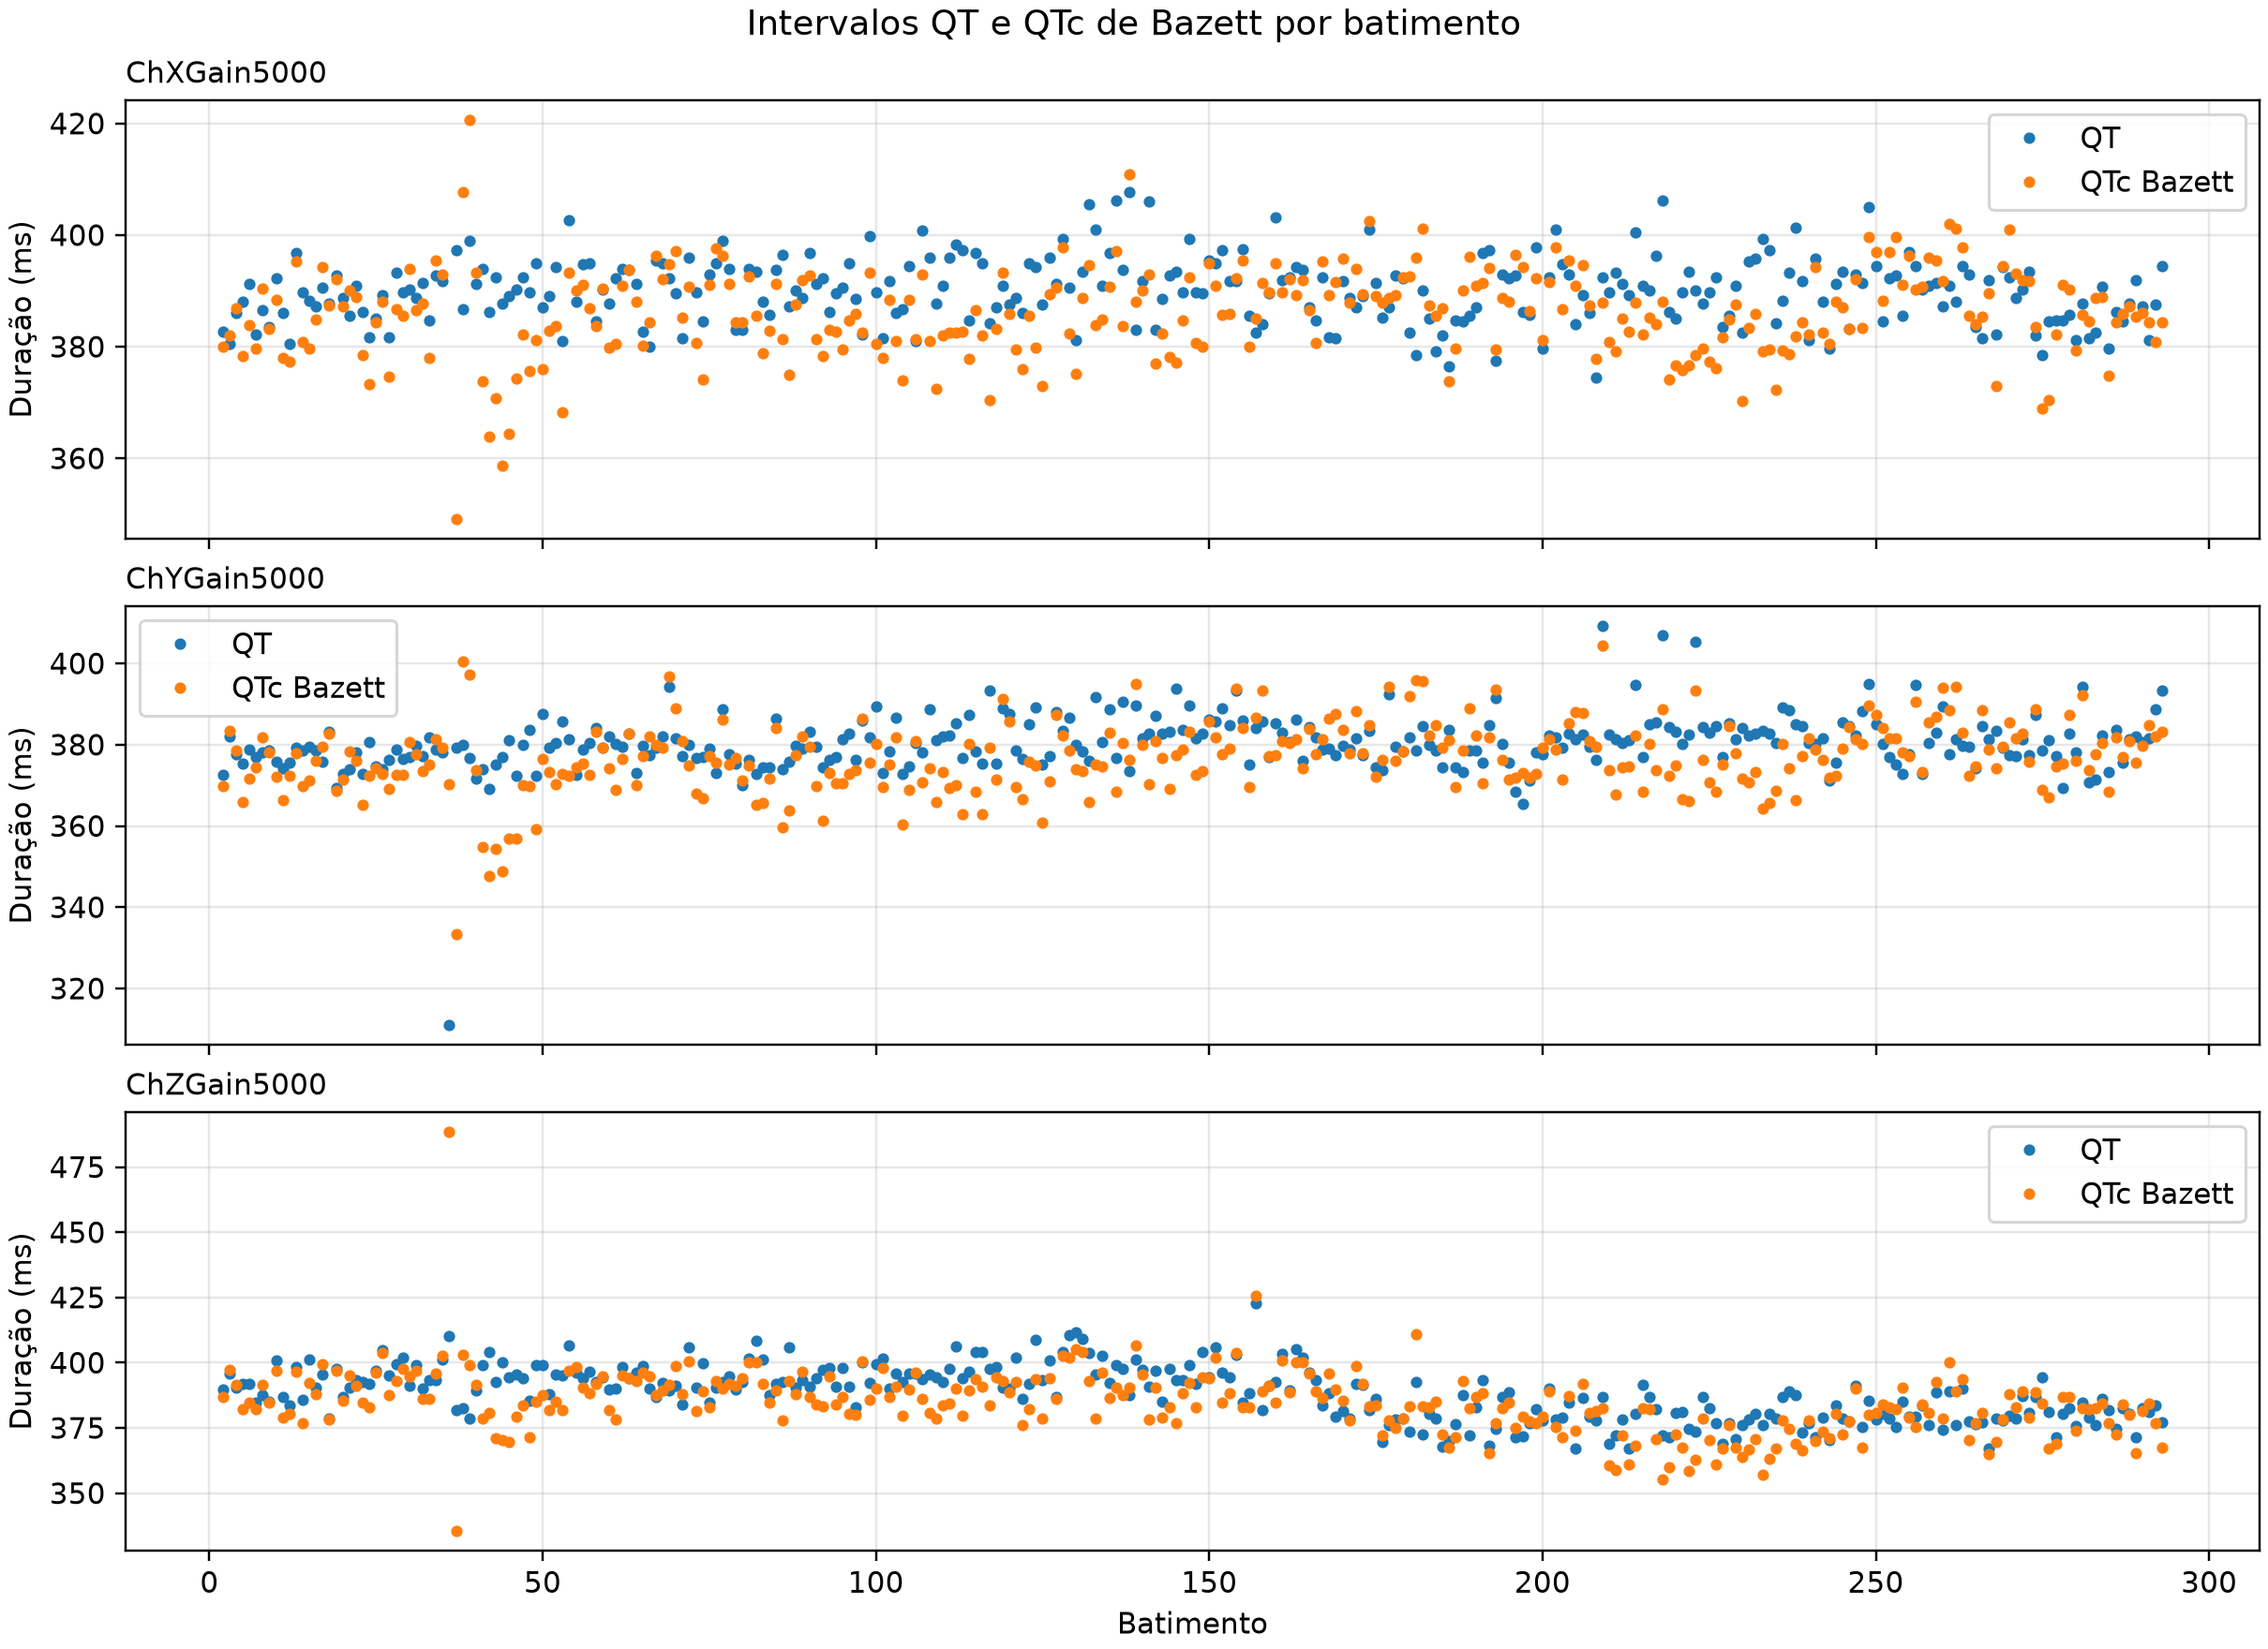 Intervalos QT e QTc de Bazett por batimento
ChXGain5000
420
400
380
360
Duração (ms)
QT
QTc Bazett
ChYGain5000
400
380
360
340
320
Duração (ms)
QT
QTc Bazett
ChZGain5000
475
450
425
400
375
350
Duração (ms)
QT
QTc Bazett
0 50 100 150 200 250 300
Batimento